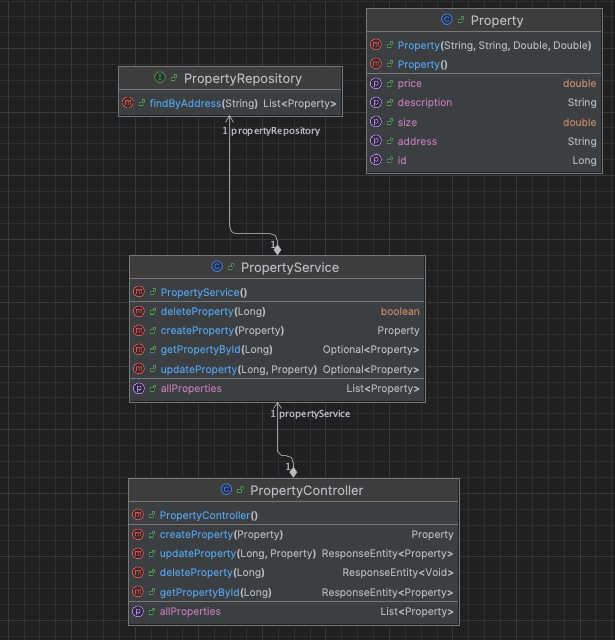 Property
Property(String, String, Double, Double)
Property()
price double
description String
size double
address String
id Long
PropertyRepository
findByAddress(String) List<Property>
1 propertyRepository
1
PropertyService
PropertyService()
deleteProperty(Long) boolean
createProperty(Property) Property
getPropertyById(Long) Optional<Property>
updateProperty(Long, Property) Optional<Property>
allProperties List<Property>
1 propertyService
1
PropertyController
PropertyController()
createProperty(Property) Property
updateProperty(Long, Property) ResponseEntity<Property>
deleteProperty(Long) ResponseEntity<Void>
getPropertyById(Long) ResponseEntity<Property>
allProperties List<Property>